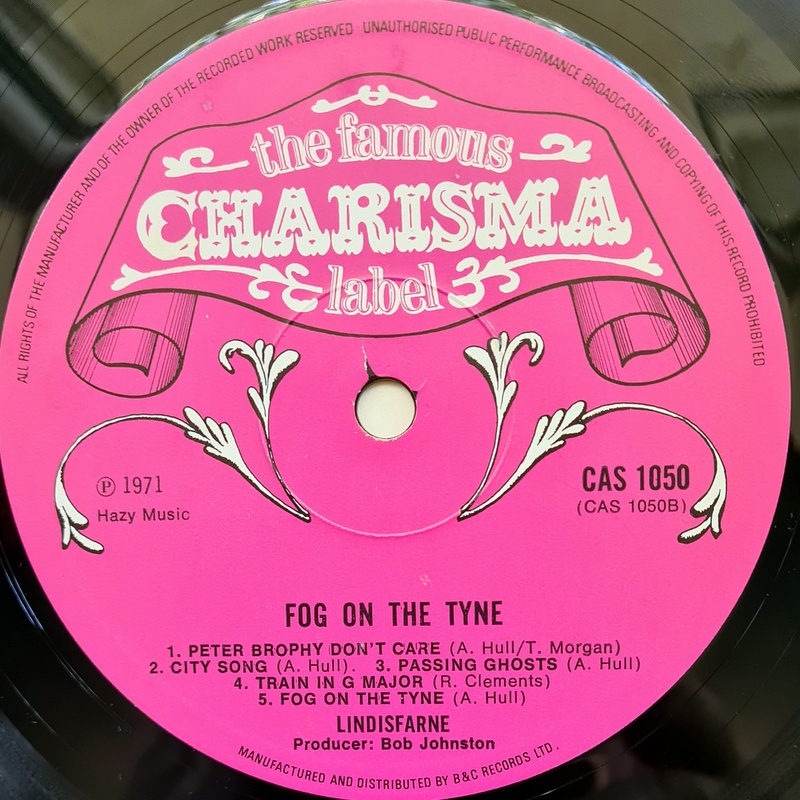 ALL RIGHTS OF THE MANUFACTURER AND OF THE OWNER OF THE RECORDED WORK RESERVED · UNAUTHORISED PUBLIC PERFORMANCE BROADCASTING AND COPYING OF THIS RECORD PROHIBITED
the famous
CHARISMA
label
℗ 1971
Hazy Music
CAS 1050
(CAS 1050B)
FOG ON THE TYNE
1. PETER BROPHY DON'T CARE (A. Hull/T. Morgan)
2. CITY SONG (A. Hull). 3. PASSING GHOSTS (A. Hull)
4. TRAIN IN G MAJOR (R. Clements)
5. FOG ON THE TYNE (A. Hull)
LINDISFARNE
Producer: Bob Johnston
MANUFACTURED AND DISTRIBUTED BY B&C RECORDS LTD.